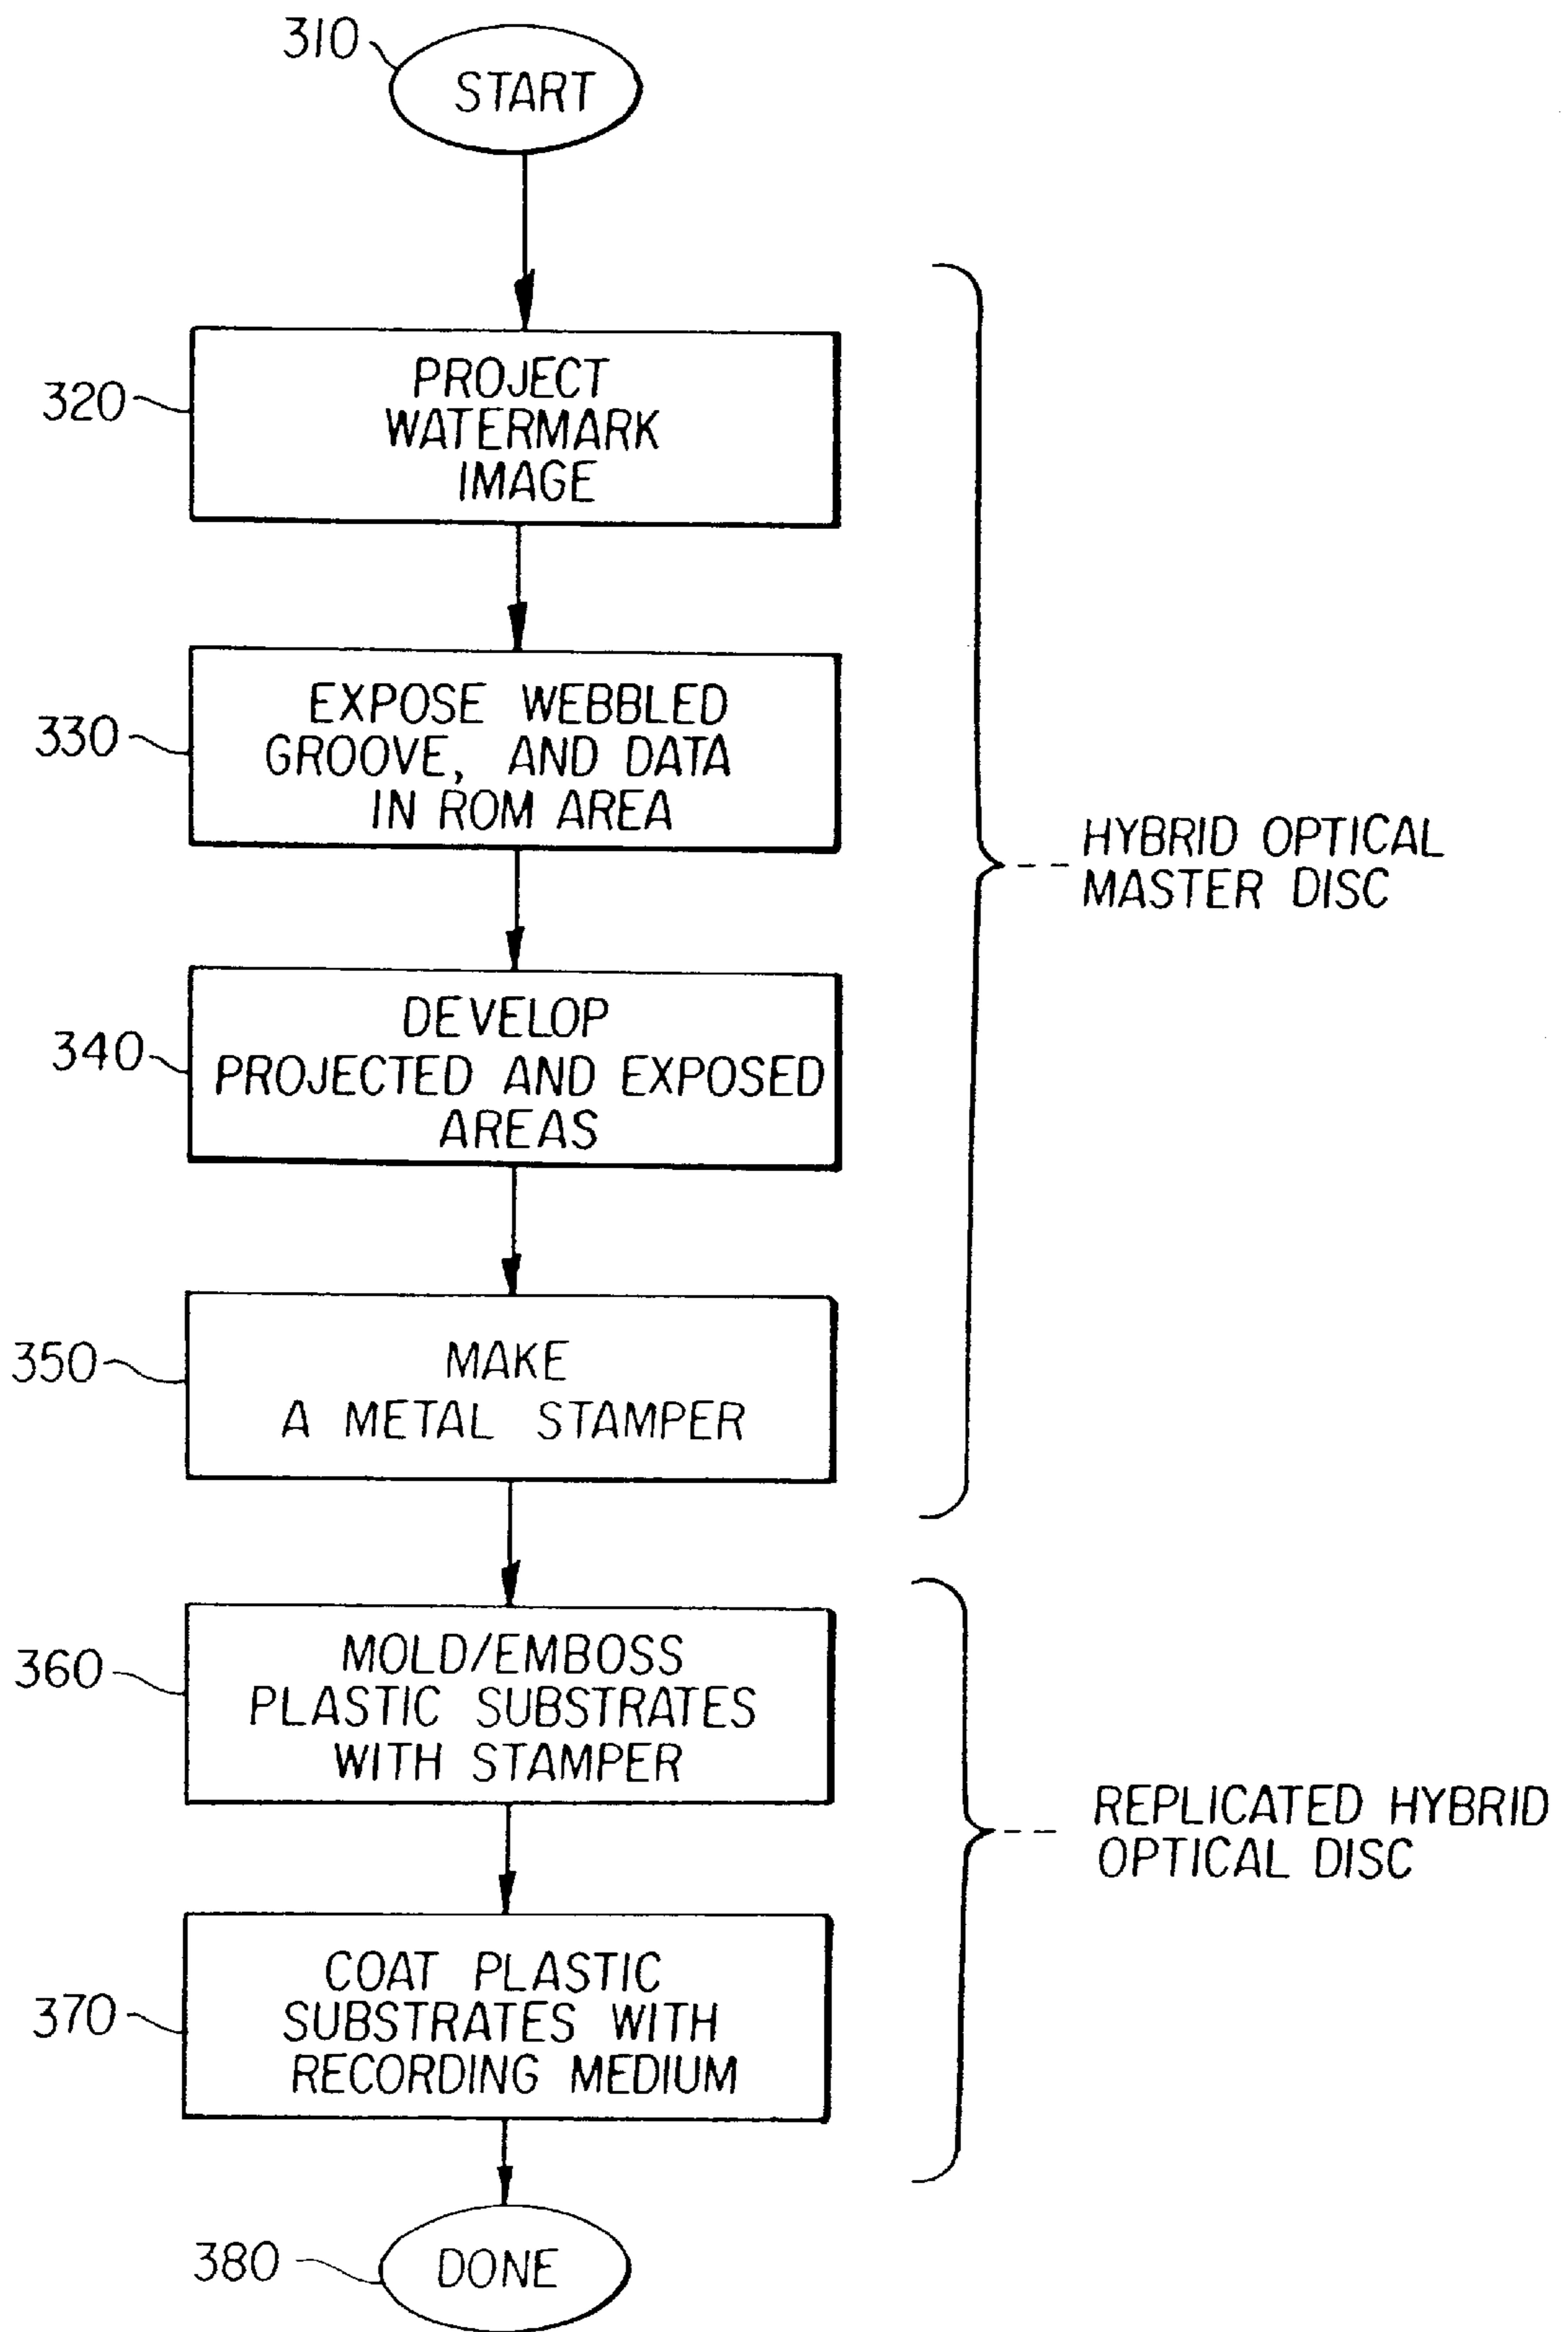 310
START
320
PROJECT
WATERMARK
IMAGE
330
EXPOSE WEBBLED
GROOVE, AND DATA
IN ROM AREA
HYBRID OPTICAL
MASTER DISC
340
DEVELOP
PROJECTED AND EXPOSED
AREAS
350
MAKE
A METAL STAMPER
360
MOLD/EMBOSS
PLASTIC SUBSTRATES
WITH STAMPER
REPLICATED HYBRID
OPTICAL DISC
370
COAT PLASTIC
SUBSTRATES WITH
RECORDING MEDIUM
380
DONE